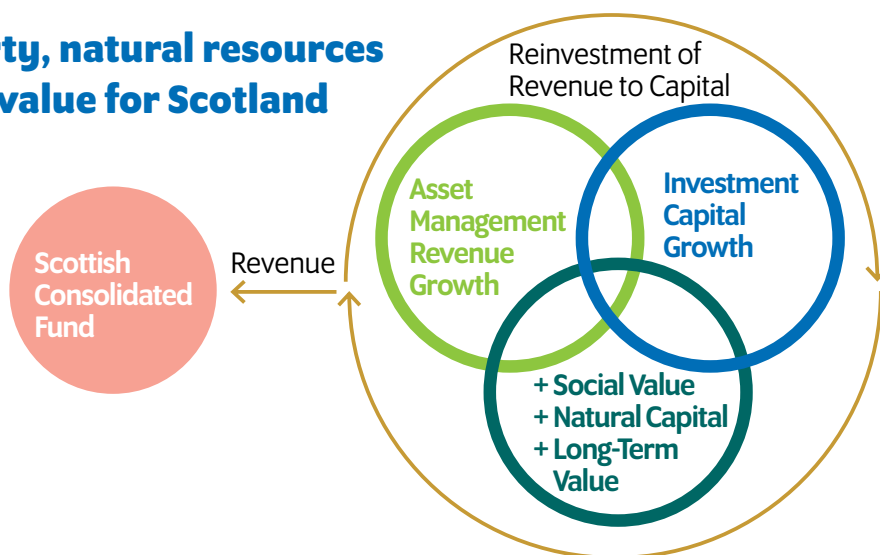 natural resources
value for Scotland
Reinvestment of
Revenue to Capital
Asset
Management
Revenue
Growth
Investment
Capital
Growth
Scottish
Consolidated
Fund
Revenue
+ Social Value
+ Natural Capital
+ Long-Term
Value